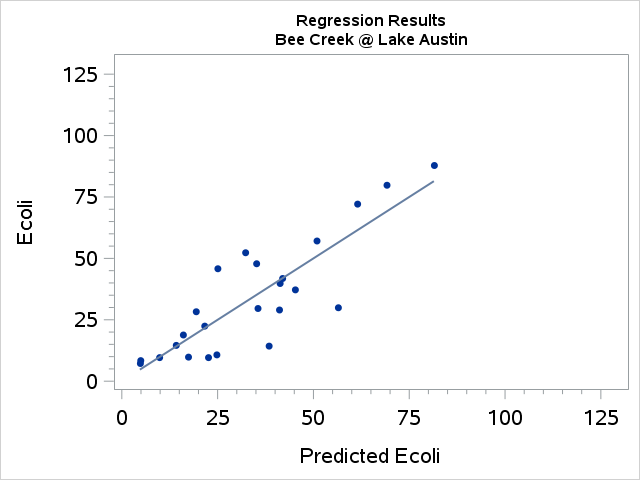 Regression Results
Bee Creek @ Lake Austin
125
100
75
50
25
0
Ecoli
0 25 50 75 100 125
Predicted Ecoli